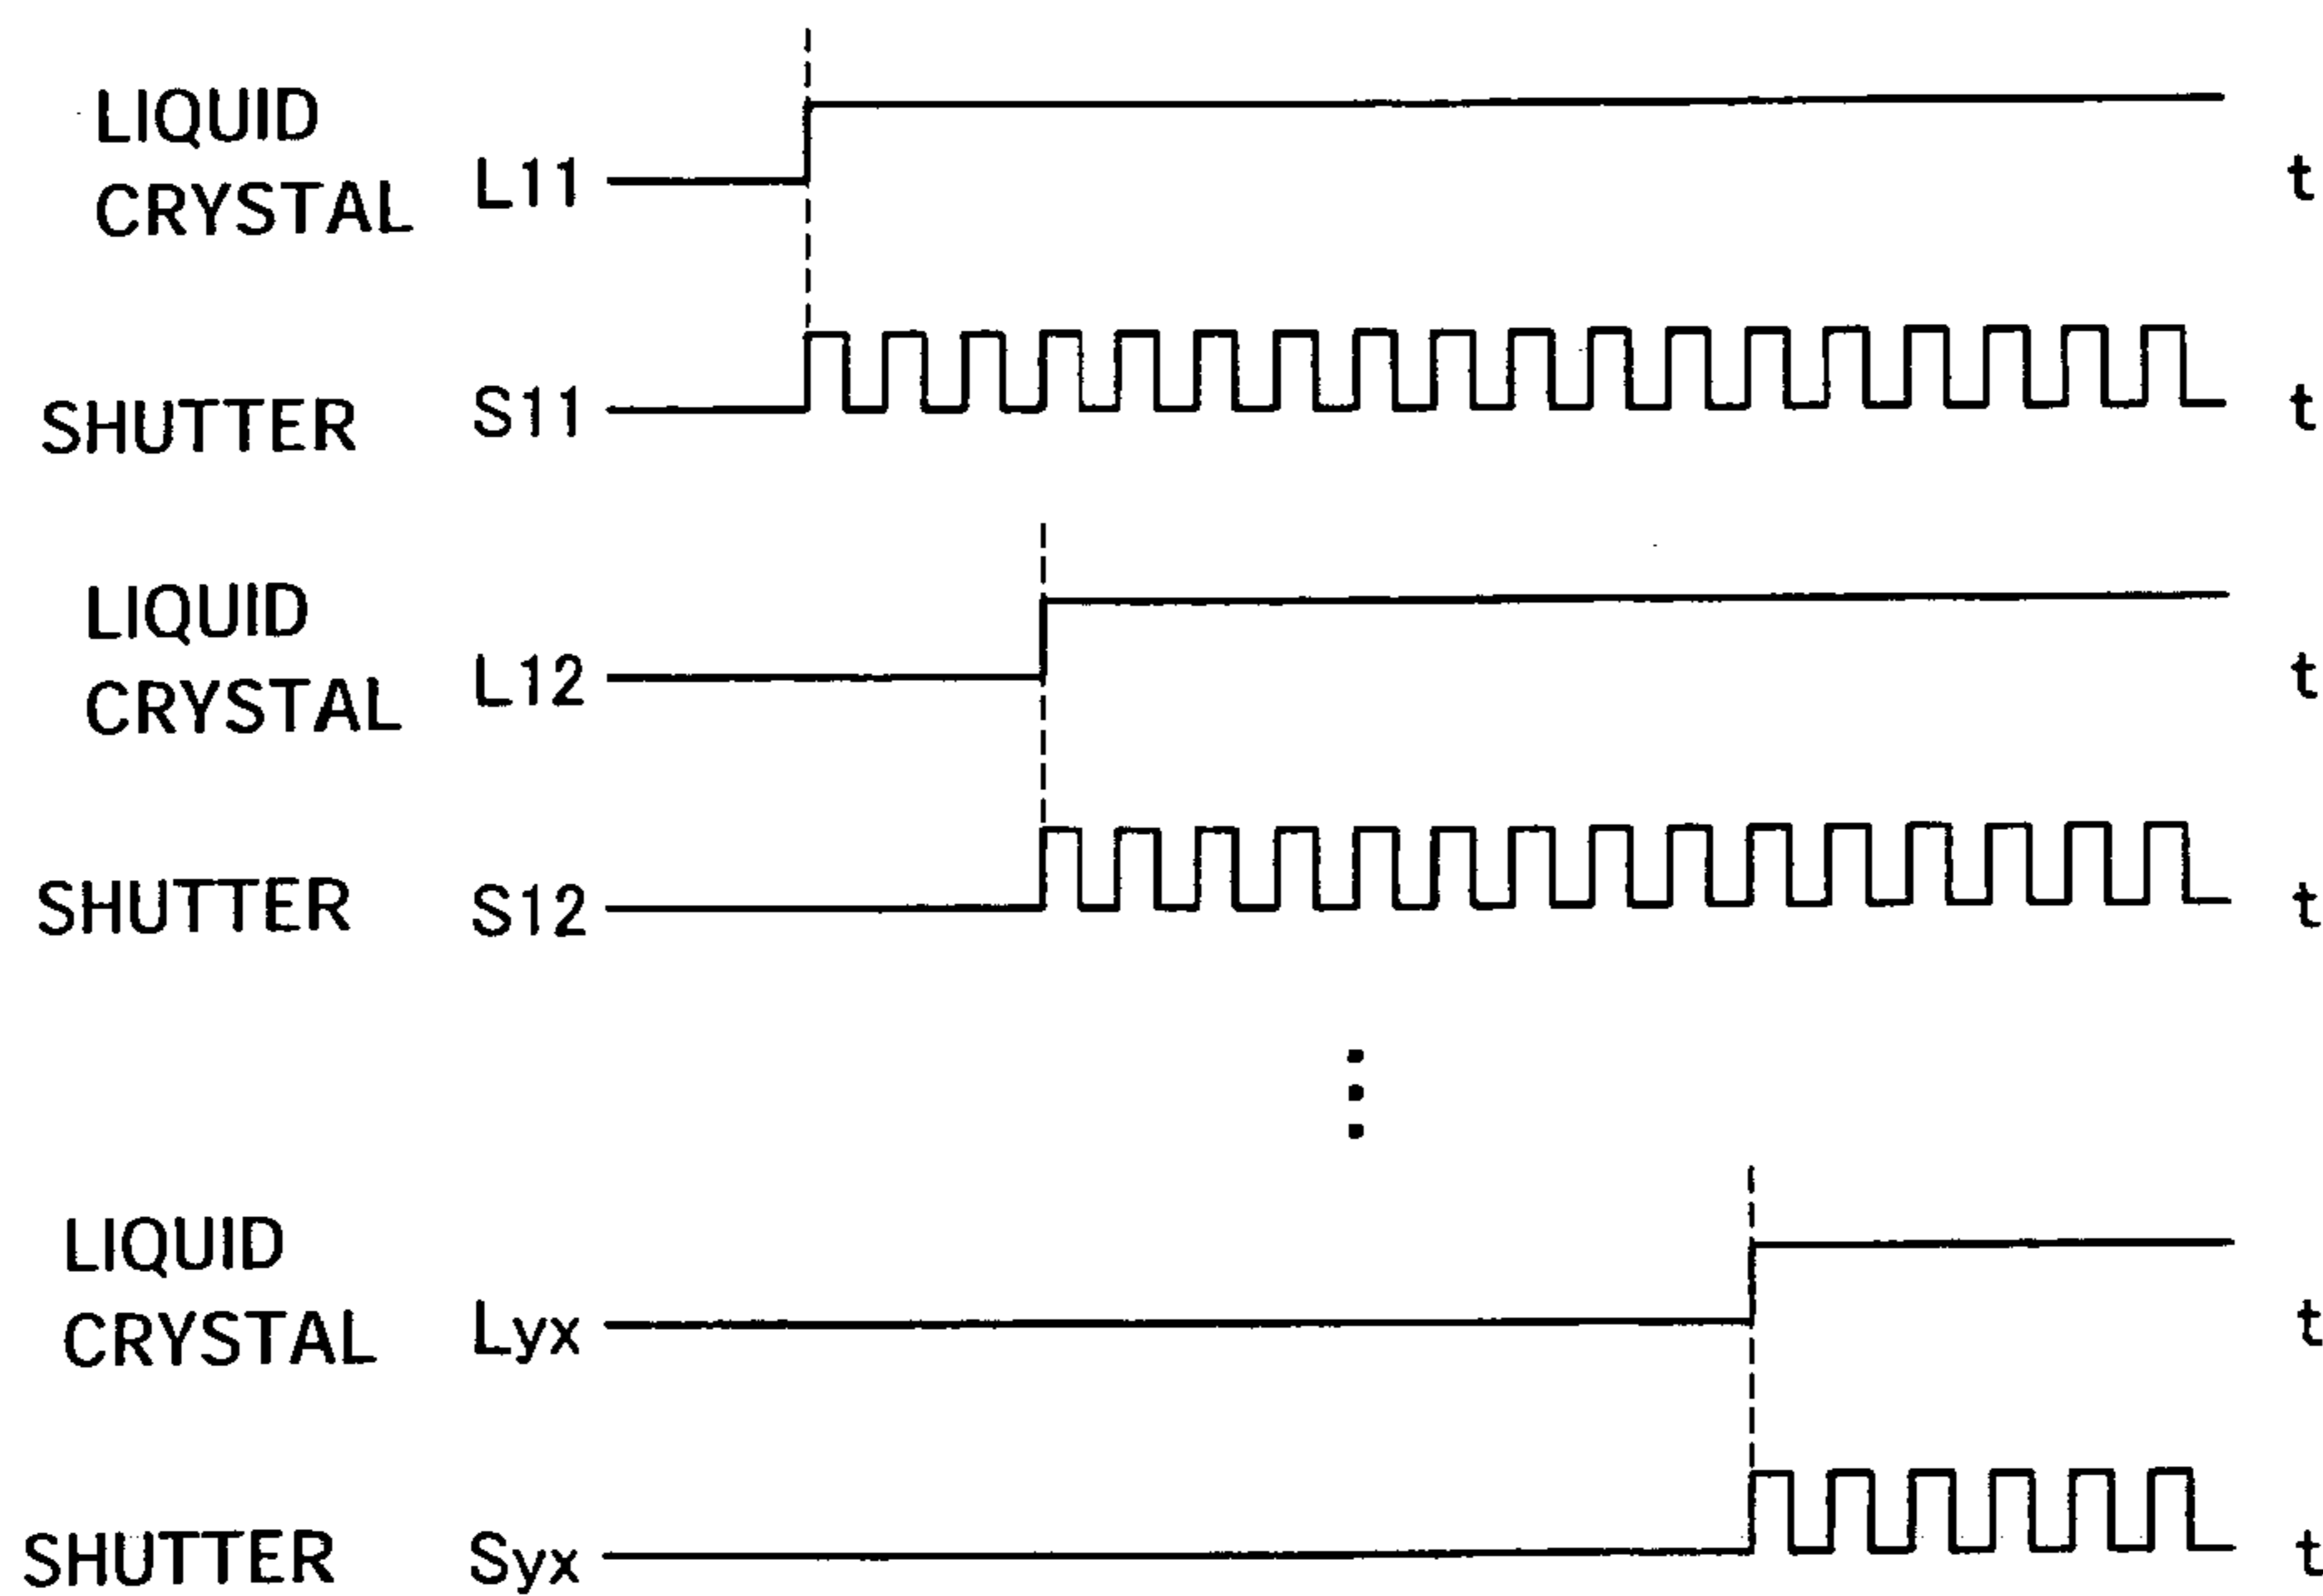 LIQUID
CRYSTAL L11 t
SHUTTER S11 t
LIQUID
CRYSTAL L12 t
SHUTTER S12 t
LIQUID
CRYSTAL Lyx t
SHUTTER Syx t